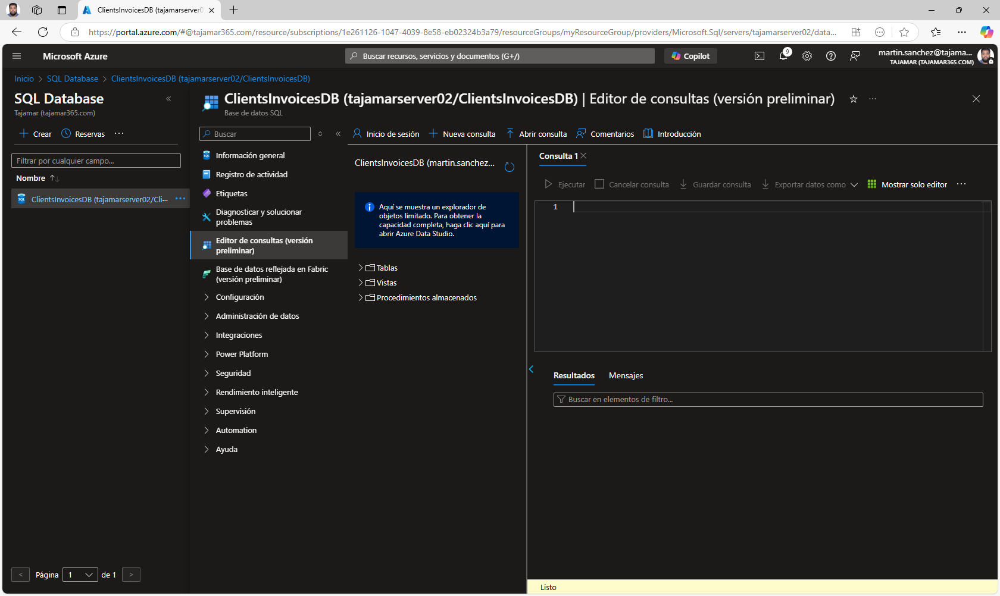 ClientsInvoicesDB (tajamarserver0
https://portal.azure.com/#@tajamar365.com/resource/subscriptions/1e261126-1047-4039-8e58-eb02324b3a79/resourceGroups/myResourceGroup/providers/Microsoft.Sql/servers/tajamarserver02/data...
Microsoft Azure
Buscar recursos, servicios y documentos (G+/)
Copilot
9
martin.sanchez@tajama...
TAJAMAR (TAJAMAR365.COM)
Inicio > SQL Database > ClientsInvoicesDB (tajamarserver02/ClientsInvoicesDB)
SQL Database
Tajamar (tajamar365.com)
Crear
Reservas
Filtrar por cualquier campo...
Nombre
ClientsInvoicesDB (tajamarserver02/Cli...
Página 1 de 1
ClientsInvoicesDB (tajamarserver02/ClientsInvoicesDB) | Editor de consultas (versión preliminar)
Base de datos SQL
Buscar
Información general
Registro de actividad
Etiquetas
Diagnosticar y solucionar
problemas
Editor de consultas (versión
preliminar)
Base de datos reflejada en Fabric
(versión preliminar)
Configuración
Administración de datos
Integraciones
Power Platform
Seguridad
Rendimiento inteligente
Supervisión
Automation
Ayuda
Inicio de sesión
Nueva consulta
Abrir consulta
Comentarios
Introducción
ClientsInvoicesDB (martin.sanchez...
Aquí se muestra un explorador de
objetos limitado. Para obtener la
capacidad completa, haga clic aquí para
abrir Azure Data Studio.
Tablas
Vistas
Procedimientos almacenados
Consulta 1
Ejecutar
Cancelar consulta
Guardar consulta
Exportar datos como
Mostrar solo editor
1
Resultados
Mensajes
Buscar en elementos de filtro...
Listo